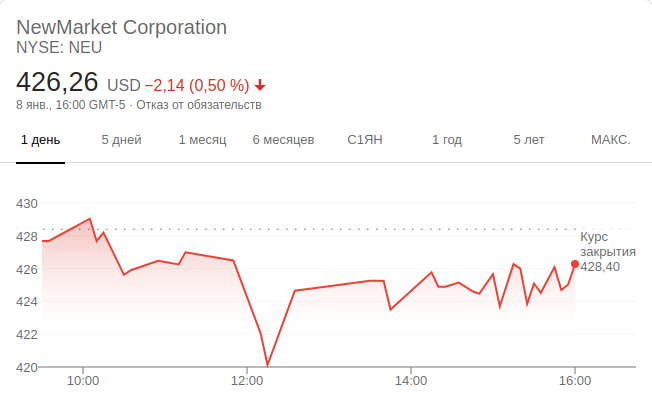 NewMarket Corporation
NYSE: NEU
426,26 USD −2,14 (0,50 %)
8 янв., 16:00 GMT-5 · Отказ от обязательств
1 день 5 дней 1 месяц 6 месяцев С1ЯН 1 год 5 лет МАКС.
430
428
426
424
422
420
Курс
закрытия
428,40
10:00 12:00 14:00 16:00